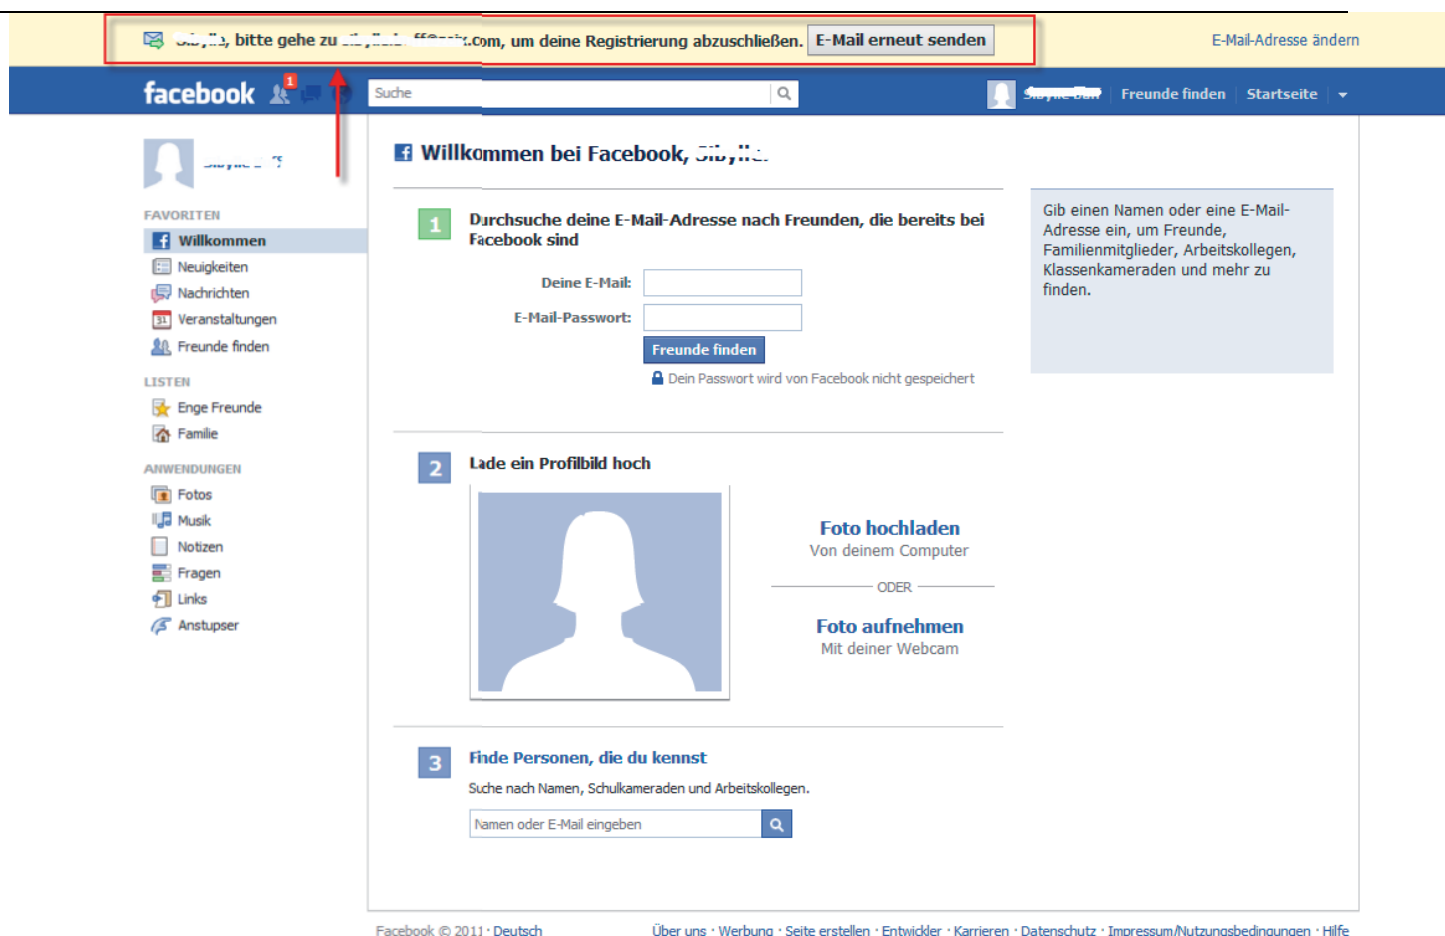 bitte gehe zu .com, um deine Registrierung abzuschließen. E-Mail erneut senden
E-Mail-Adresse ändern
facebook 1 Suche Freunde finden Startseite
Willkommen bei Facebook,
FAVORITEN
Willkommen
Neuigkeiten
Nachrichten
31 Veranstaltungen
Freunde finden
LISTEN
Enge Freunde
Familie
ANWENDUNGEN
Fotos
Musik
Notizen
Fragen
Links
Anstupser
1 Durchsuche deine E-Mail-Adresse nach Freunden, die bereits bei
Facebook sind
Deine E-Mail:
E-Mail-Passwort:
Freunde finden
Dein Passwort wird von Facebook nicht gespeichert
2 Lade ein Profilbild hoch
Foto hochladen
Von deinem Computer
ODER
Foto aufnehmen
Mit deiner Webcam
3 Finde Personen, die du kennst
Suche nach Namen, Schulkameraden und Arbeitskollegen.
Namen oder E-Mail eingeben
Gib einen Namen oder eine E-Mail-
Adresse ein, um Freunde,
Familienmitglieder, Arbeitskollegen,
Klassenkameraden und mehr zu
finden.
Facebook © 2011 · Deutsch
Über uns · Werbung · Seite erstellen · Entwickler · Karrieren · Datenschutz · Impressum/Nutzungsbedingungen · Hilfe